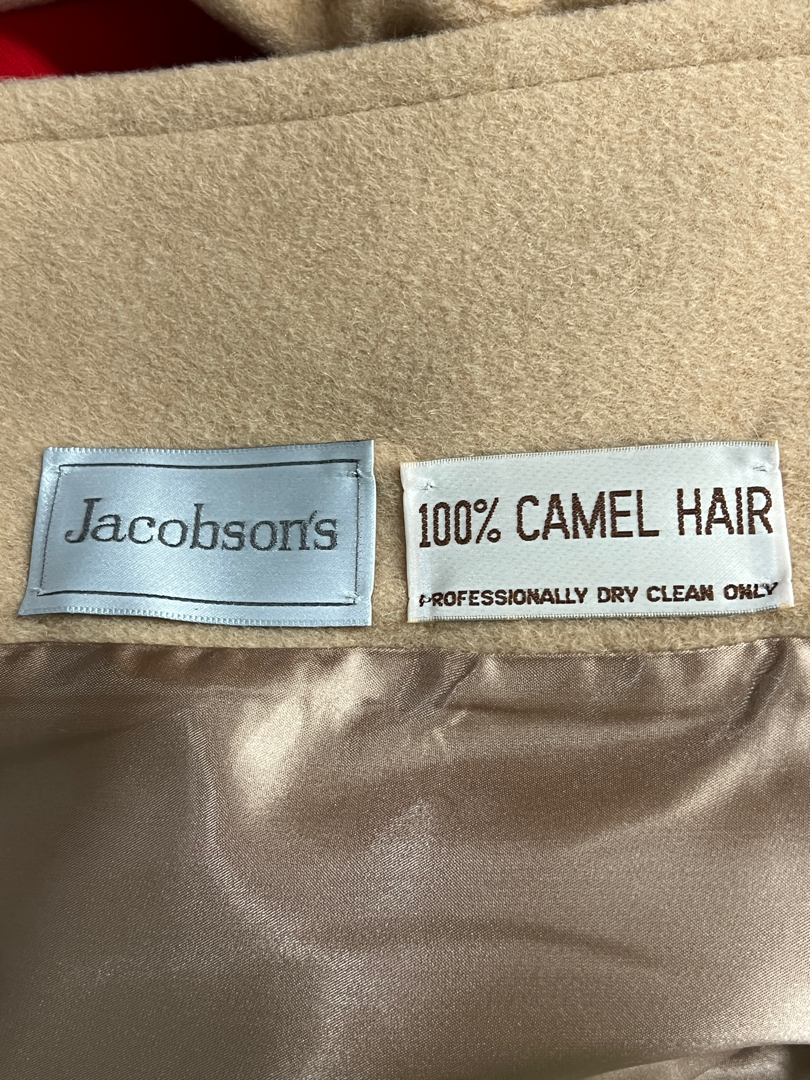 Jacobson's
100% CAMEL HAIR
PROFESSIONALLY DRY CLEAN ONLY